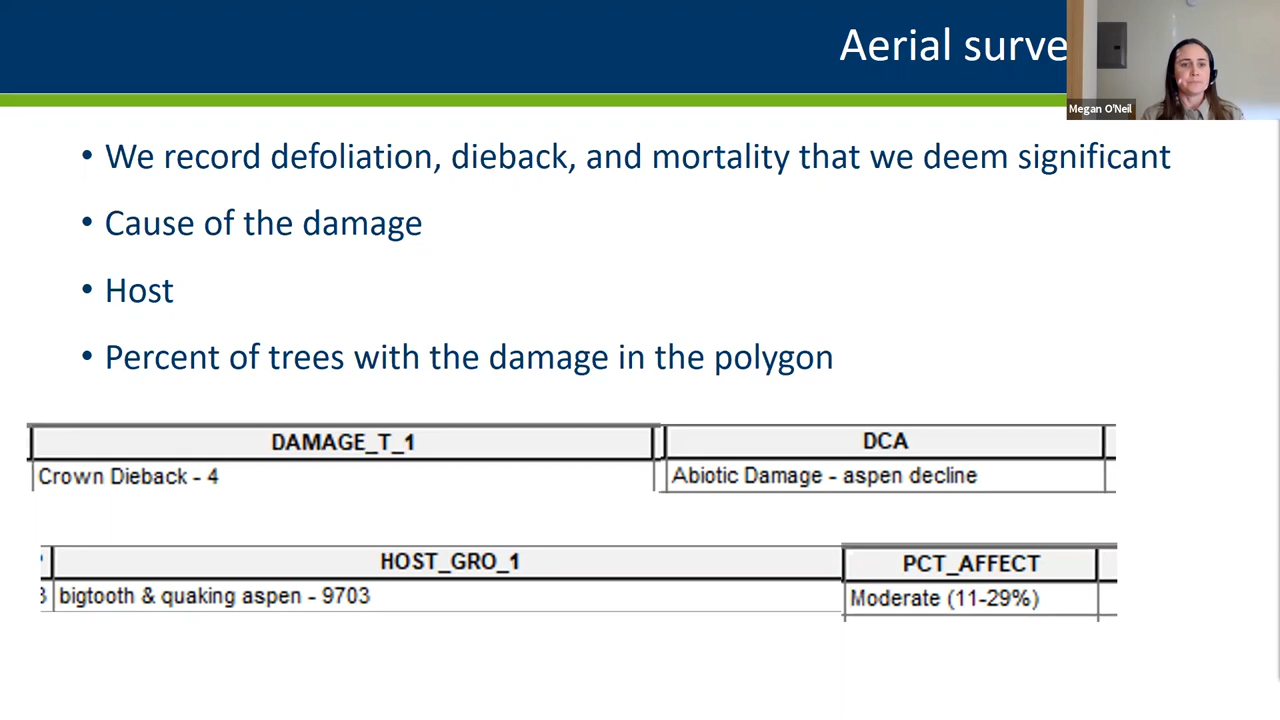 Aerial surve
Megan O'Neil
• We record defoliation, dieback, and mortality that we deem significant
• Cause of the damage
• Host
• Percent of trees with the damage in the polygon
DAMAGE_T_1 DCA
Crown Dieback - 4 Abiotic Damage - aspen decline
HOST_GRO_1 PCT_AFFECT
3 bigtooth & quaking aspen - 9703 Moderate (11-29%)